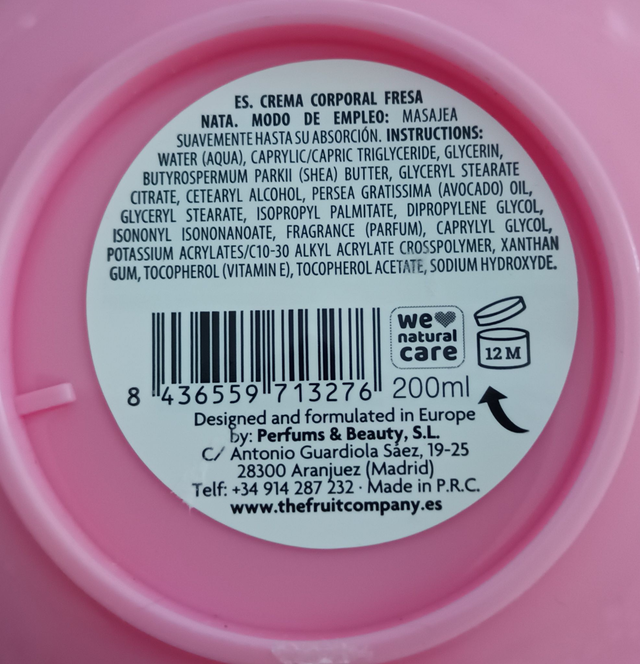 ES. CREMA CORPORAL FRESA
NATA. MODO DE EMPLEO: MASAJEA
SUAVEMENTE HASTA SU ABSORCIÓN. INSTRUCTIONS:
WATER (AQUA), CAPRYLIC/CAPRIC TRIGLYCERIDE, GLYCERIN,
BUTYROSPERMUM PARKII (SHEA) BUTTER, GLYCERYL STEARATE
CITRATE, CETEARYL ALCOHOL, PERSEA GRATISSIMA (AVOCADO) OIL,
GLYCERYL STEARATE, ISOPROPYL PALMITATE, DIPROPYLENE GLYCOL,
ISONONYL ISONONANOATE, FRAGRANCE (PARFUM), CAPRYLYL GLYCOL,
POTASSIUM ACRYLATES/C10-30 ALKYL ACRYLATE CROSSPOLYMER, XANTHAN
GUM, TOCOPHEROL (VITAMIN E), TOCOPHEROL ACETATE, SODIUM HYDROXYDE.
we
natural
care
12 M
8 436559 713276
200ml
Designed and formulated in Europe
by: Perfums & Beauty, S.L.
C/ Antonio Guardiola Sáez, 19-25
28300 Aranjuez (Madrid)
Telf: +34 914 287 232 · Made in P.R.C.
www.thefruitcompany.es